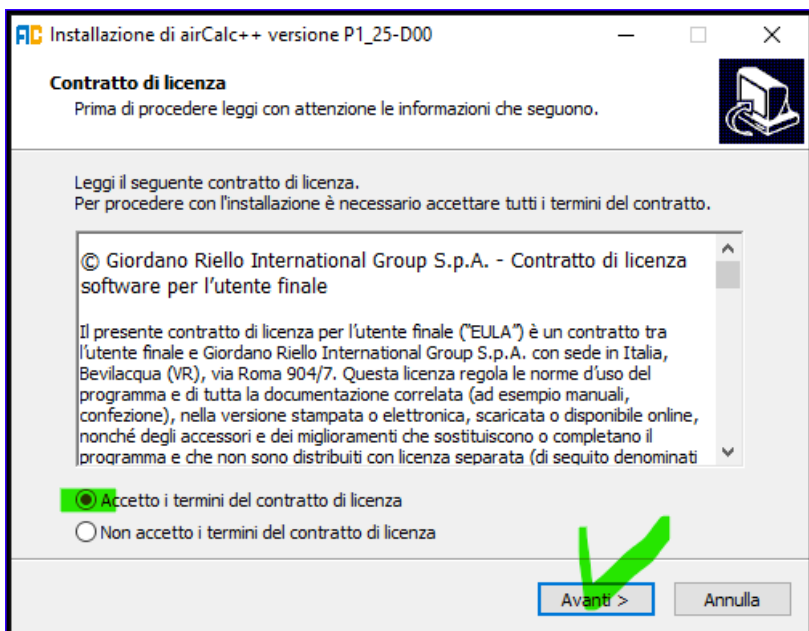 AC Installazione di airCalc++ versione P1_25-D00
Contratto di licenza
Prima di procedere leggi con attenzione le informazioni che seguono.
Leggi il seguente contratto di licenza.
Per procedere con l'installazione è necessario accettare tutti i termini del contratto.
© Giordano Riello International Group S.p.A. - Contratto di licenza
software per l’utente finale
Il presente contratto di licenza per l’utente finale (“EULA”) è un contratto tra
l’utente finale e Giordano Riello International Group S.p.A. con sede in Italia,
Bevilacqua (VR), via Roma 904/7. Questa licenza regola le norme d’uso del
programma e di tutta la documentazione correlata (ad esempio manuali,
confezione), nella versione stampata o elettronica, scaricata o disponibile online,
nonché degli accessori e dei miglioramenti che sostituiscono o completano il
programma e che non sono distribuiti con licenza separata (di seguito denominati
Accetto i termini del contratto di licenza
Non accetto i termini del contratto di licenza
Avanti >
Annulla